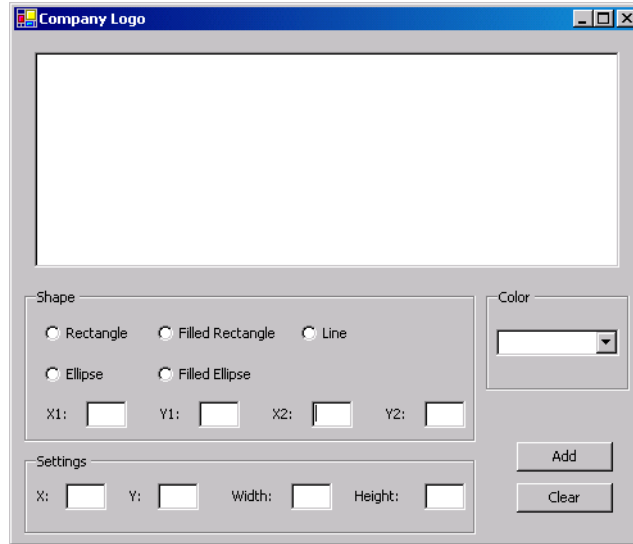 Company Logo
Shape
Color
Rectangle Filled Rectangle Line
Ellipse Filled Ellipse
X1: Y1: X2: Y2:
Add
Settings
X: Y: Width: Height:
Clear